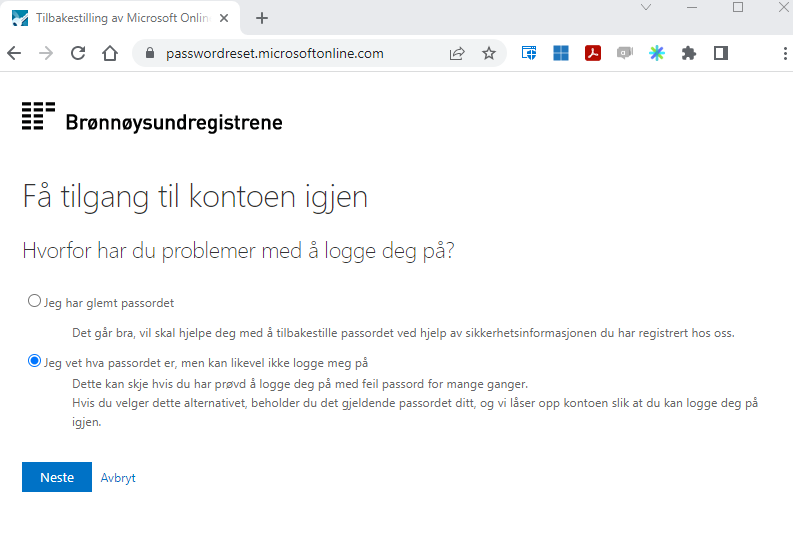 Tilbakestilling av Microsoft Onlin
passwordreset.microsoftonline.com
Brønnøysundregistrene
Få tilgang til kontoen igjen
Hvorfor har du problemer med å logge deg på?
Jeg har glemt passordet
Det går bra, vil skal hjelpe deg med å tilbakestille passordet ved hjelp av sikkerhetsinformasjonen du har registrert hos oss.
Jeg vet hva passordet er, men kan likevel ikke logge meg på
Dette kan skje hvis du har prøvd å logge deg på med feil passord for mange ganger.
Hvis du velger dette alternativet, beholder du det gjeldende passordet ditt, og vi låser opp kontoen slik at du kan logge deg på
igjen.
Neste
Avbryt